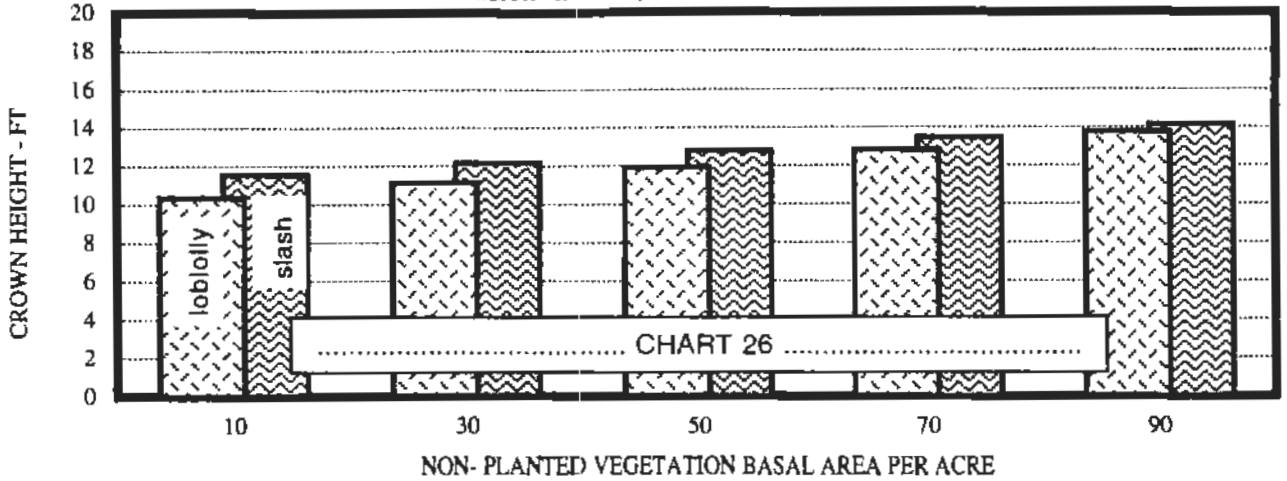 20
18
16
14
12
10
8
6
4
2
0
CROWN HEIGHT - FT
loblolly
slash
CHART 26
10 30 50 70 90
NON- PLANTED VEGETATION BASAL AREA PER ACRE